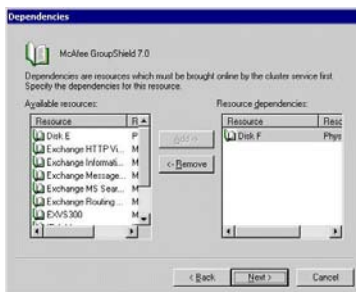 Dependencies
McAfee GroupShield 7.0
Dependencies are resources which must be brought online by the cluster service first.
Specify the dependencies for this resource.
Available resources:
Resource dependencies:
Resource
R
Resource
Resc
Disk E
P
Add ->
Disk F
Phys
Exchange HTTP Vi...
M
Exchange Informati...
M
<- Remove
Exchange Message...
M
Exchange MS Sear...
M
Exchange Routing ...
M
EXVS300
M
< Back
Next >
Cancel